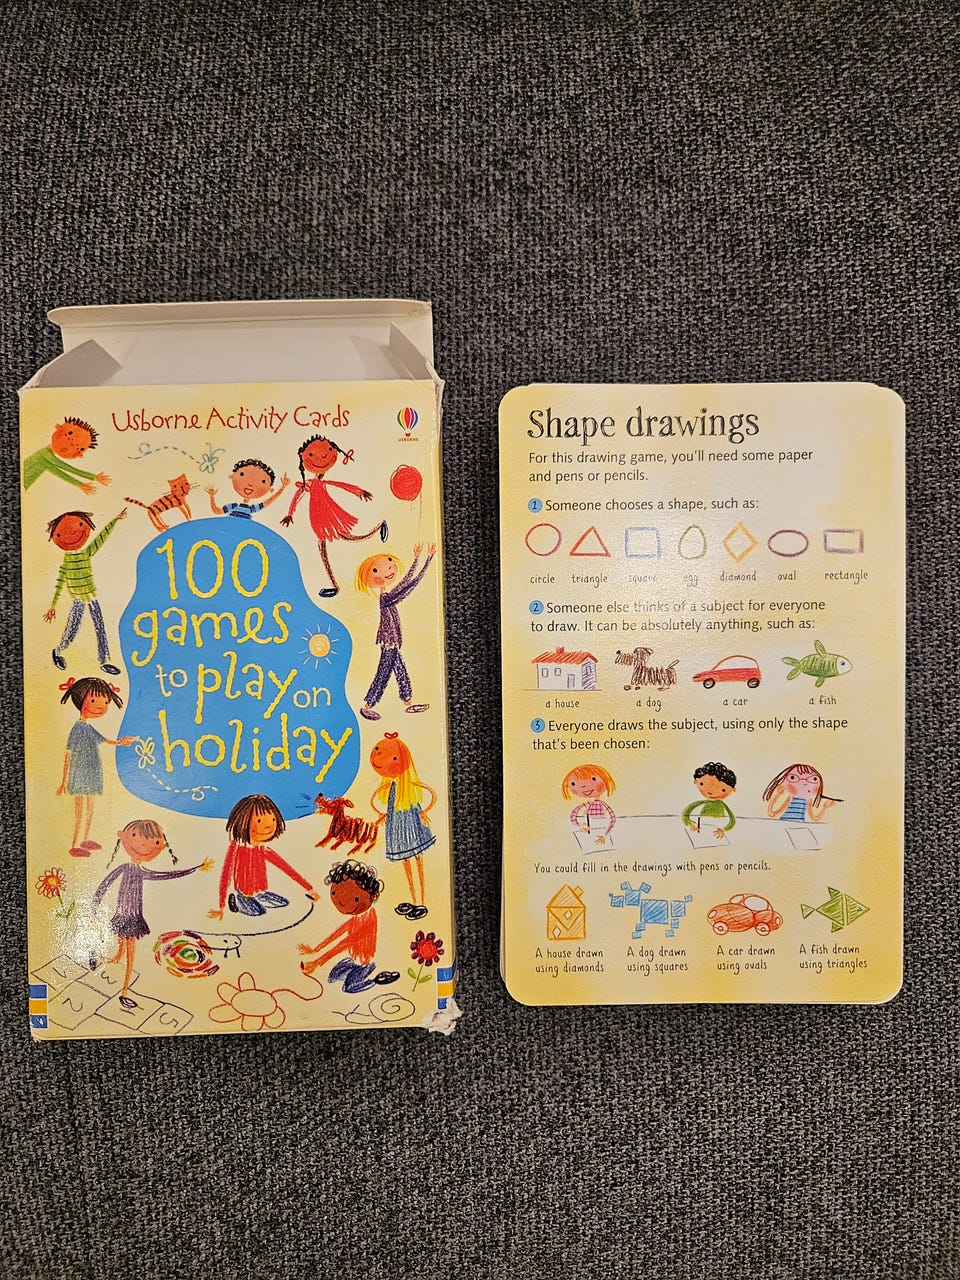 Usborne Activity Cards
USBORNE
100
games
to play on
holiday
1
2
3
4
5
Shape drawings
For this drawing game, you'll need some paper
and pens or pencils.
1 Someone chooses a shape, such as:
circle triangle square egg diamond oval rectangle
2 Someone else thinks of a subject for everyone
to draw. It can be absolutely anything, such as:
a house a dog a car a fish
3 Everyone draws the subject, using only the shape
that's been chosen:
You could fill in the drawings with pens or pencils.
A house drawn
using diamonds
A dog drawn
using squares
A car drawn
using ovals
A fish drawn
using triangles